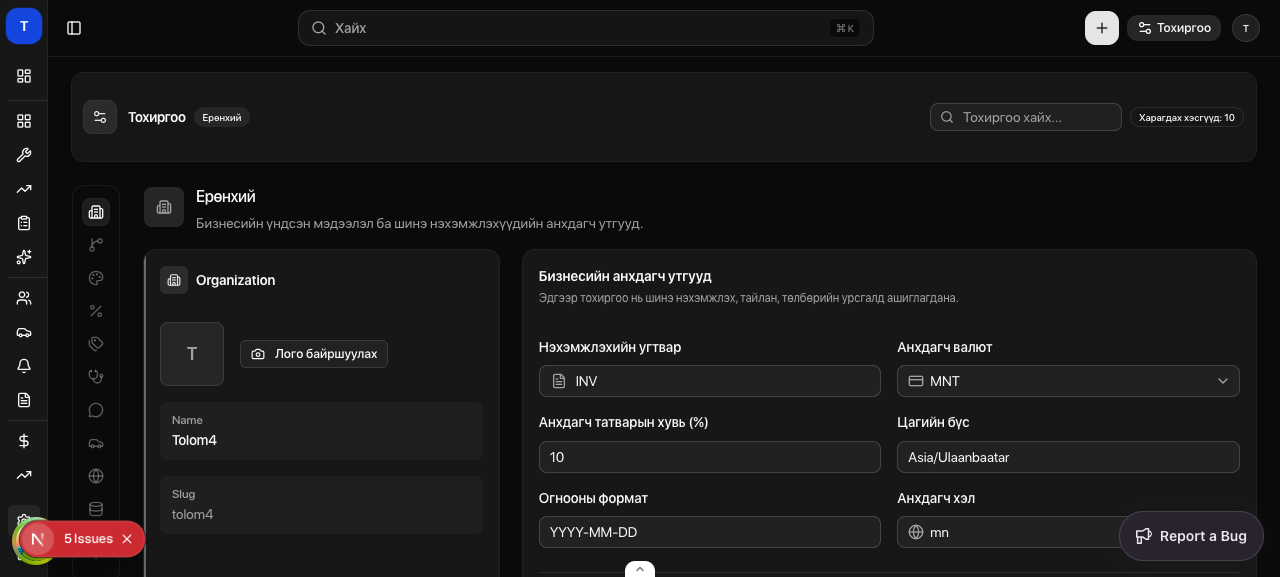 T
Хайх
⌘ K
Тохиргоо
T
Тохиргоо
Ерөнхий
Тохиргоо хайх...
Харагдах хэсгүүд: 10
Ерөнхий
Бизнесийн үндсэн мэдээлэл ба шинэ нэхэмжлэхүүдийн анхдагч утгууд.
Organization
T
Лого байршуулах
Name
Tolom4
Slug
tolom4
Бизнесийн анхдагч утгууд
Эдгээр тохиргоо нь шинэ нэхэмжлэх, тайлан, төлбөрийн урсгалд ашиглагдана.
Нэхэмжлэхийн угтвар
INV
Анхдагч валют
MNT
Анхдагч татварын хувь (%)
10
Цагийн бүс
Asia/Ulaanbaatar
Огнооны формат
YYYY-MM-DD
Анхдагч хэл
mn
N
5 Issues
Report a Bug